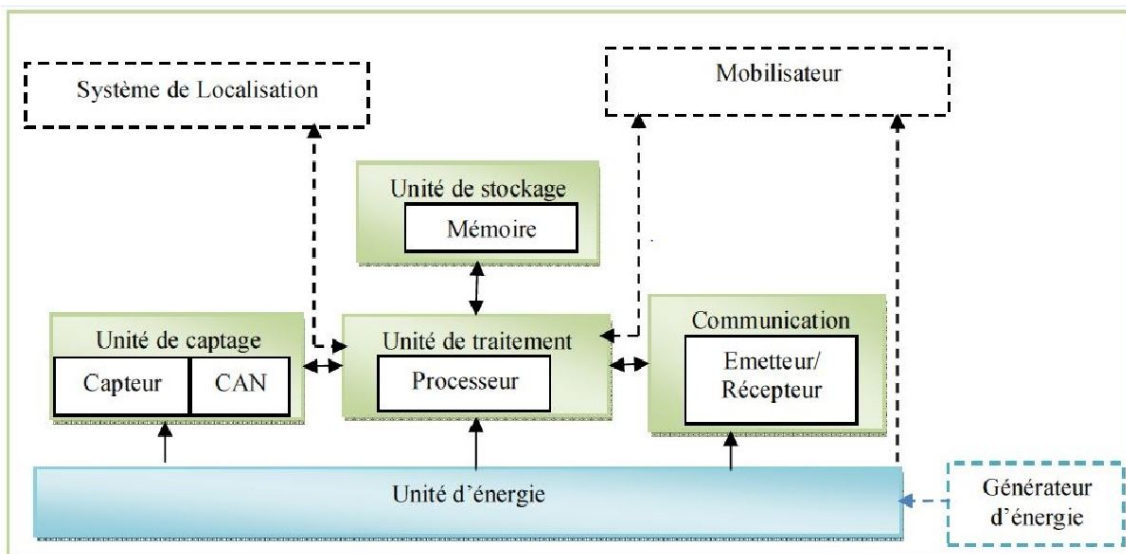 Système de Localisation
Mobilisateur
Unité de stockage
Mémoire
Unité de captage
Capteur
CAN
Unité de traitement
Processeur
Communication
Emetteur/
Récepteur
Unité d’énergie
Générateur
d’énergie